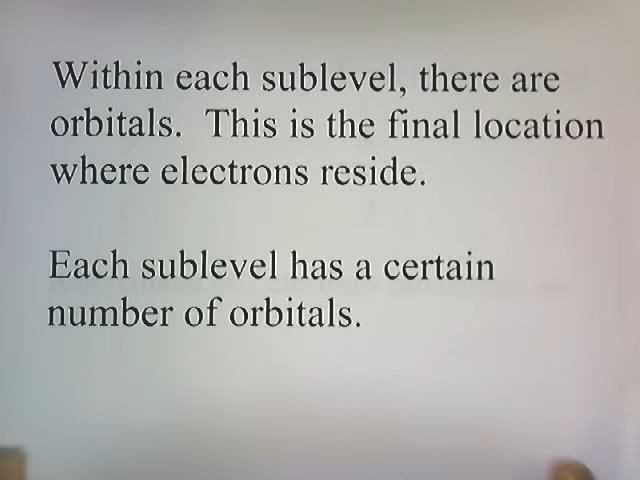 Within each sublevel, there are
orbitals.  This is the final location
where electrons reside.
Each sublevel has a certain
number of orbitals.